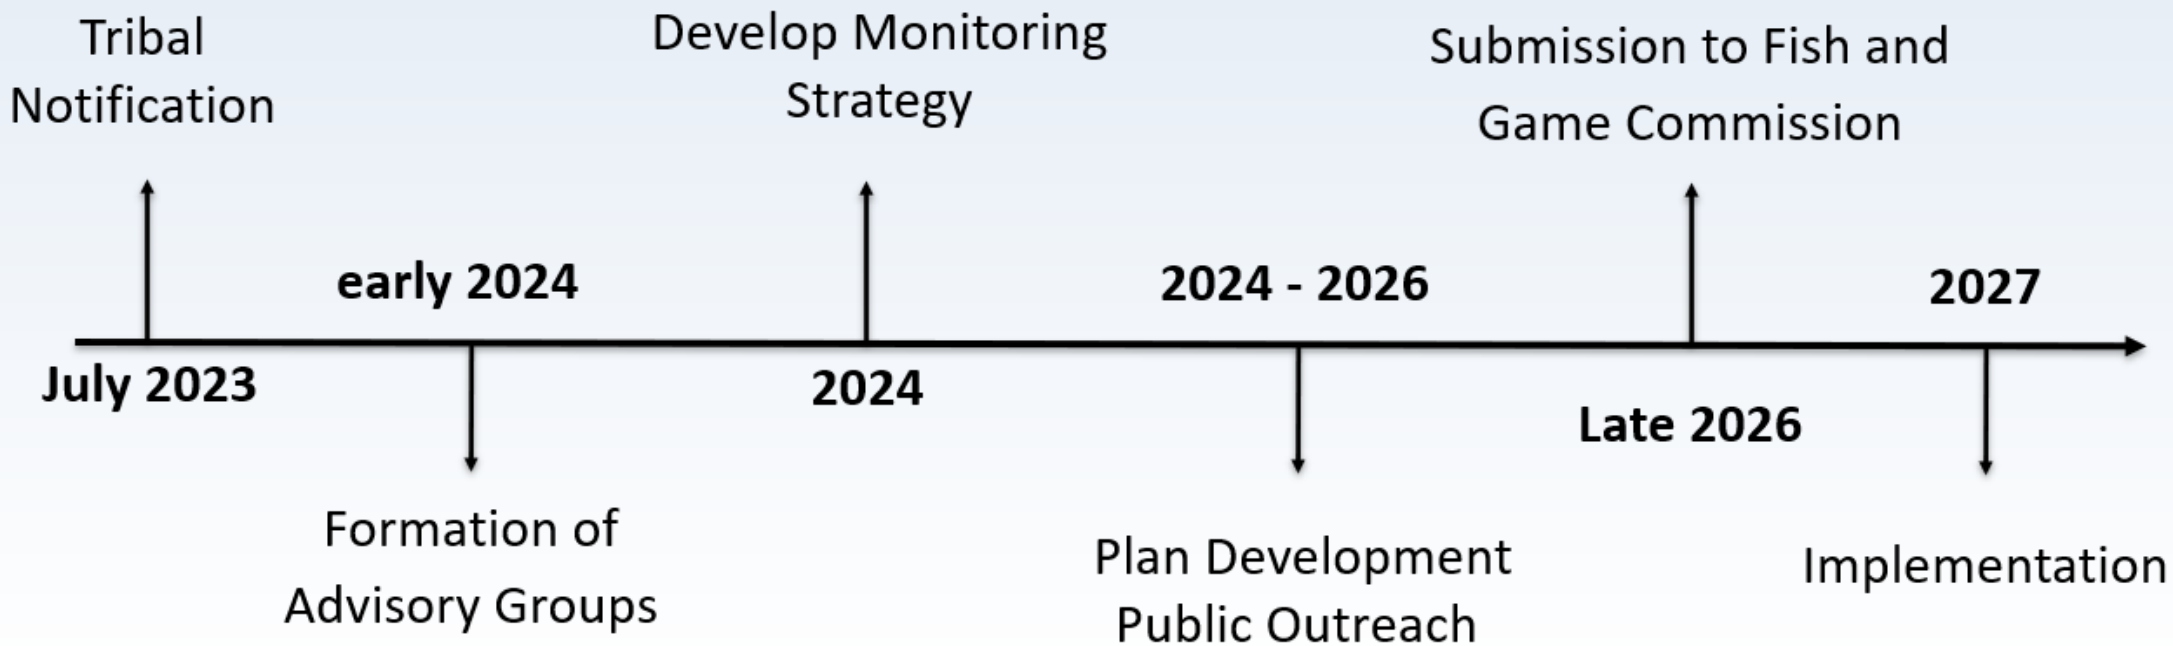 Tribal
Notification
Develop Monitoring
Strategy
Submission to Fish and
Game Commission
early 2024
2024 - 2026
2027
July 2023
2024
Late 2026
Formation of
Advisory Groups
Plan Development
Public Outreach
Implementation